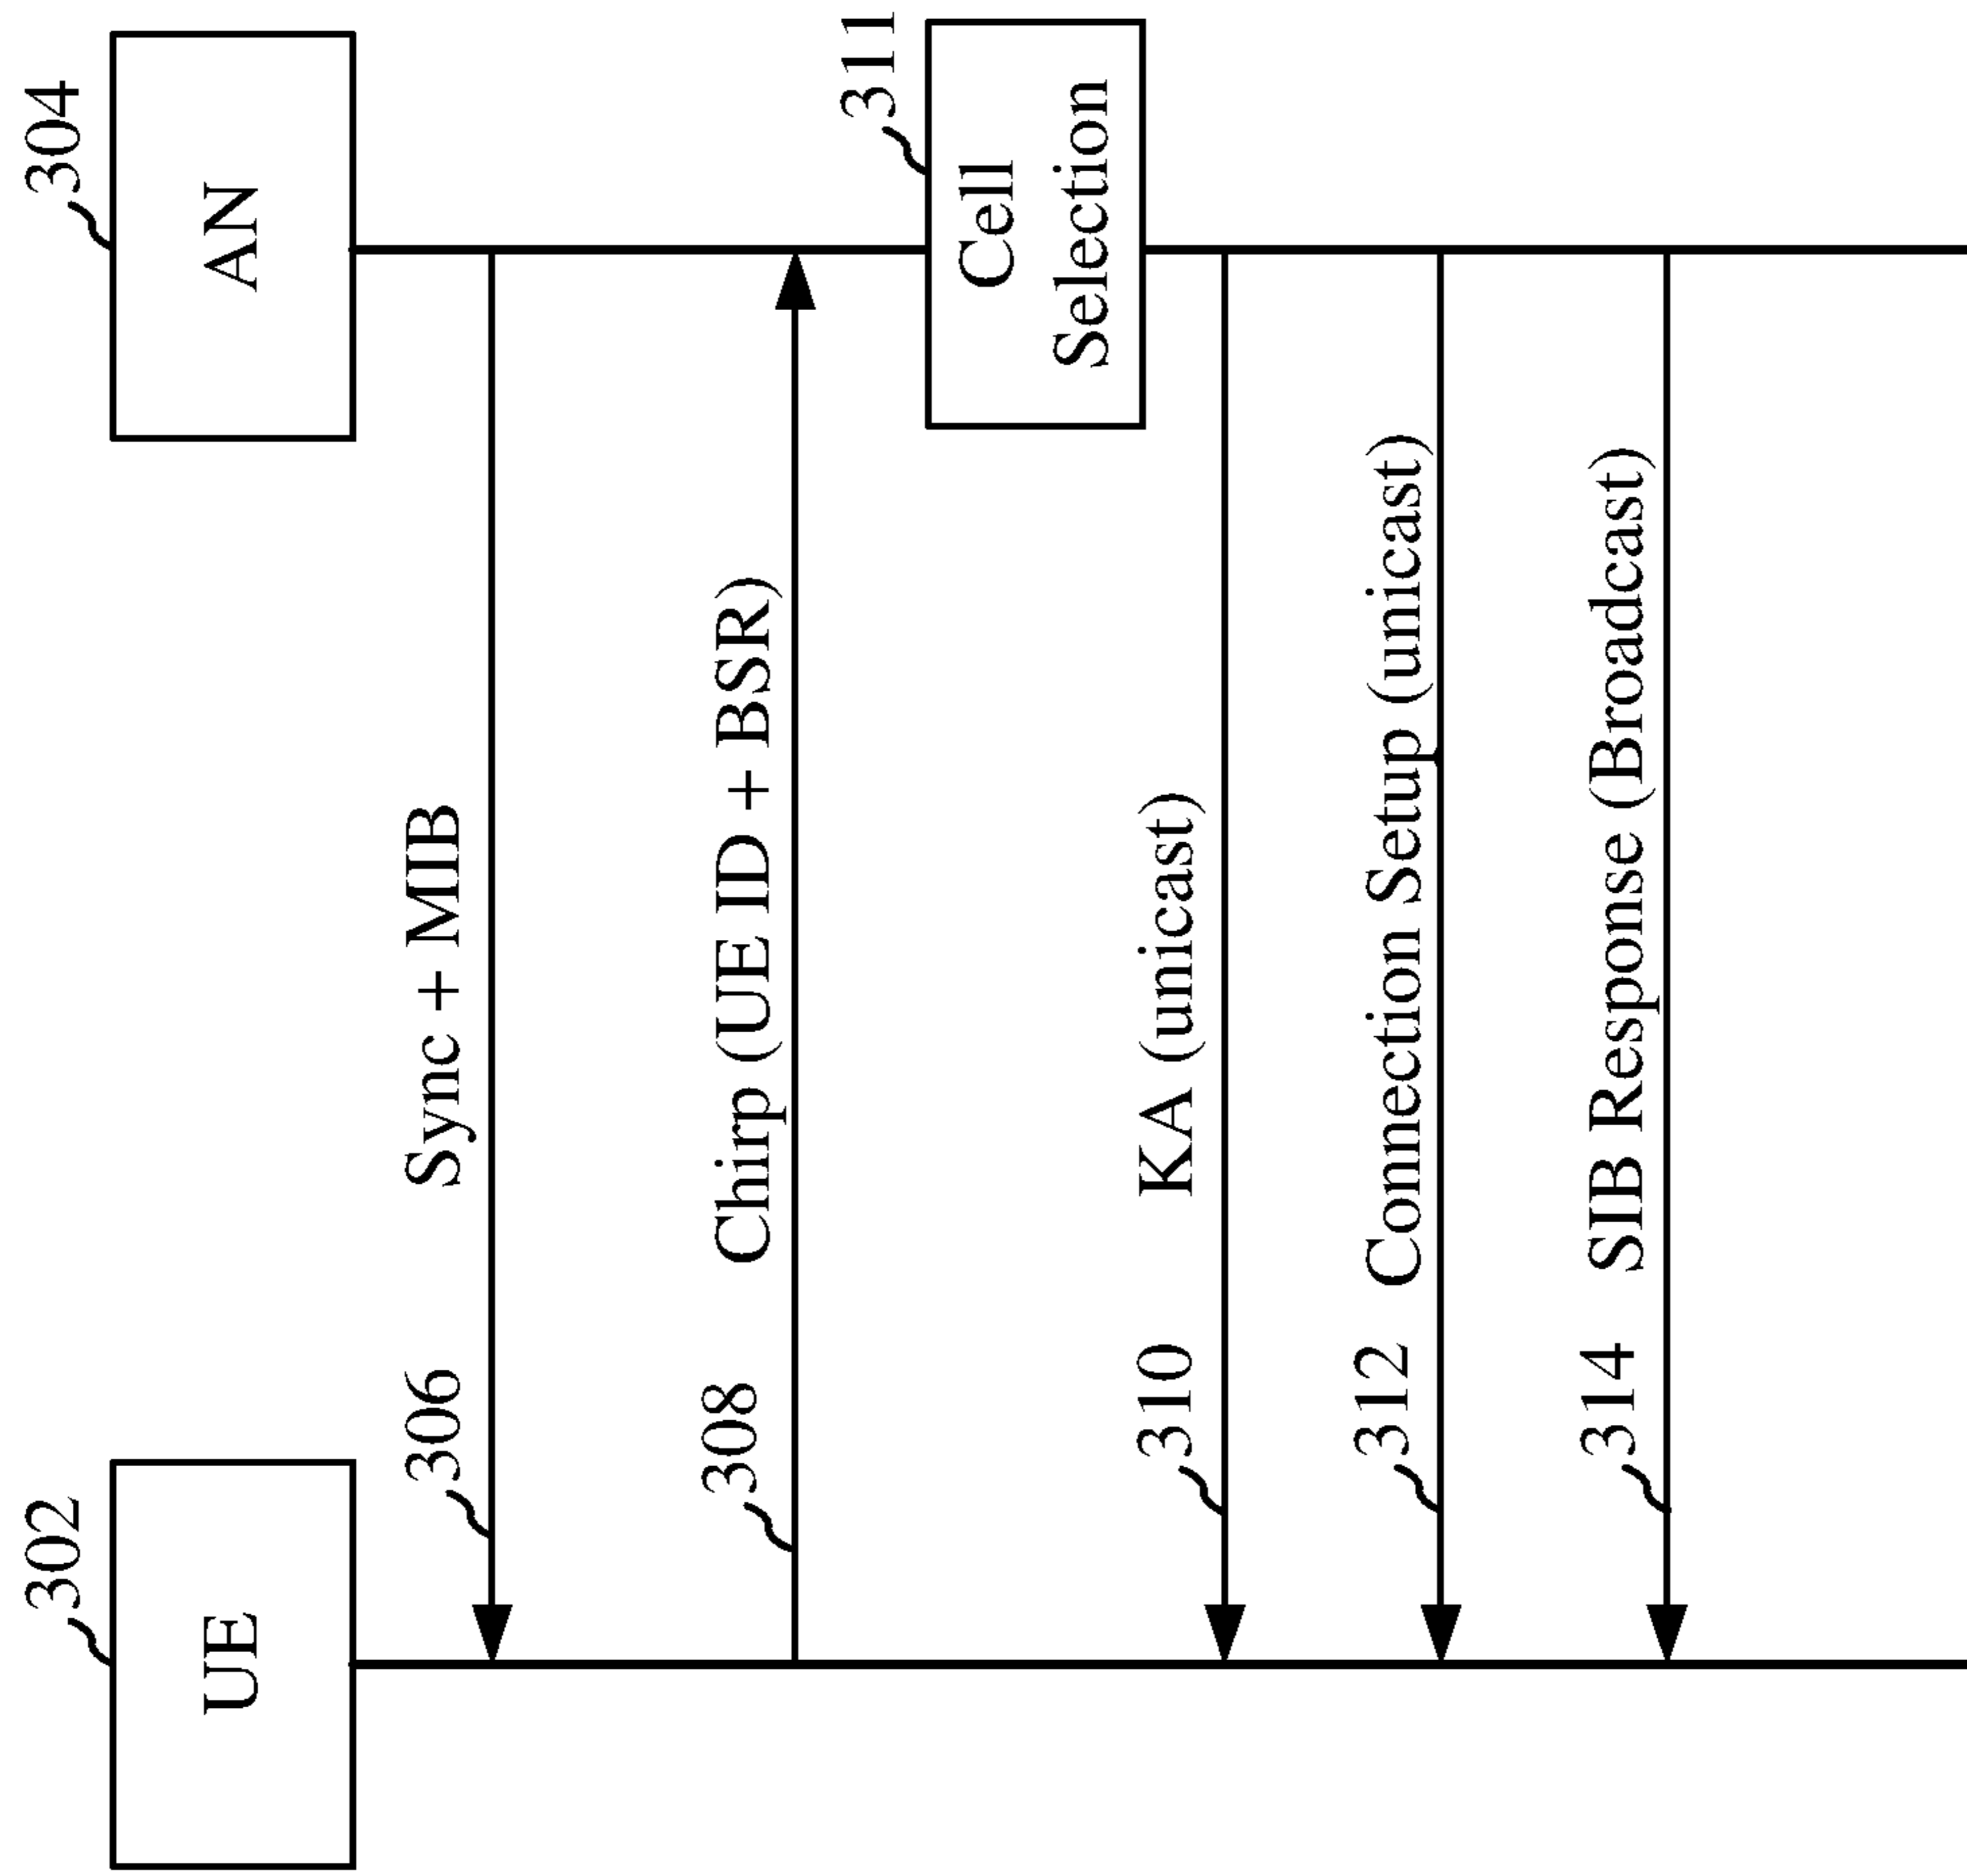 302
UE
304
AN
306
Sync + MIB
308
Chirp (UE ID + BSR)
311
Cell
Selection
310
KA (unicast)
312
Connection Setup (unicast)
314
SIB Response (Broadcast)